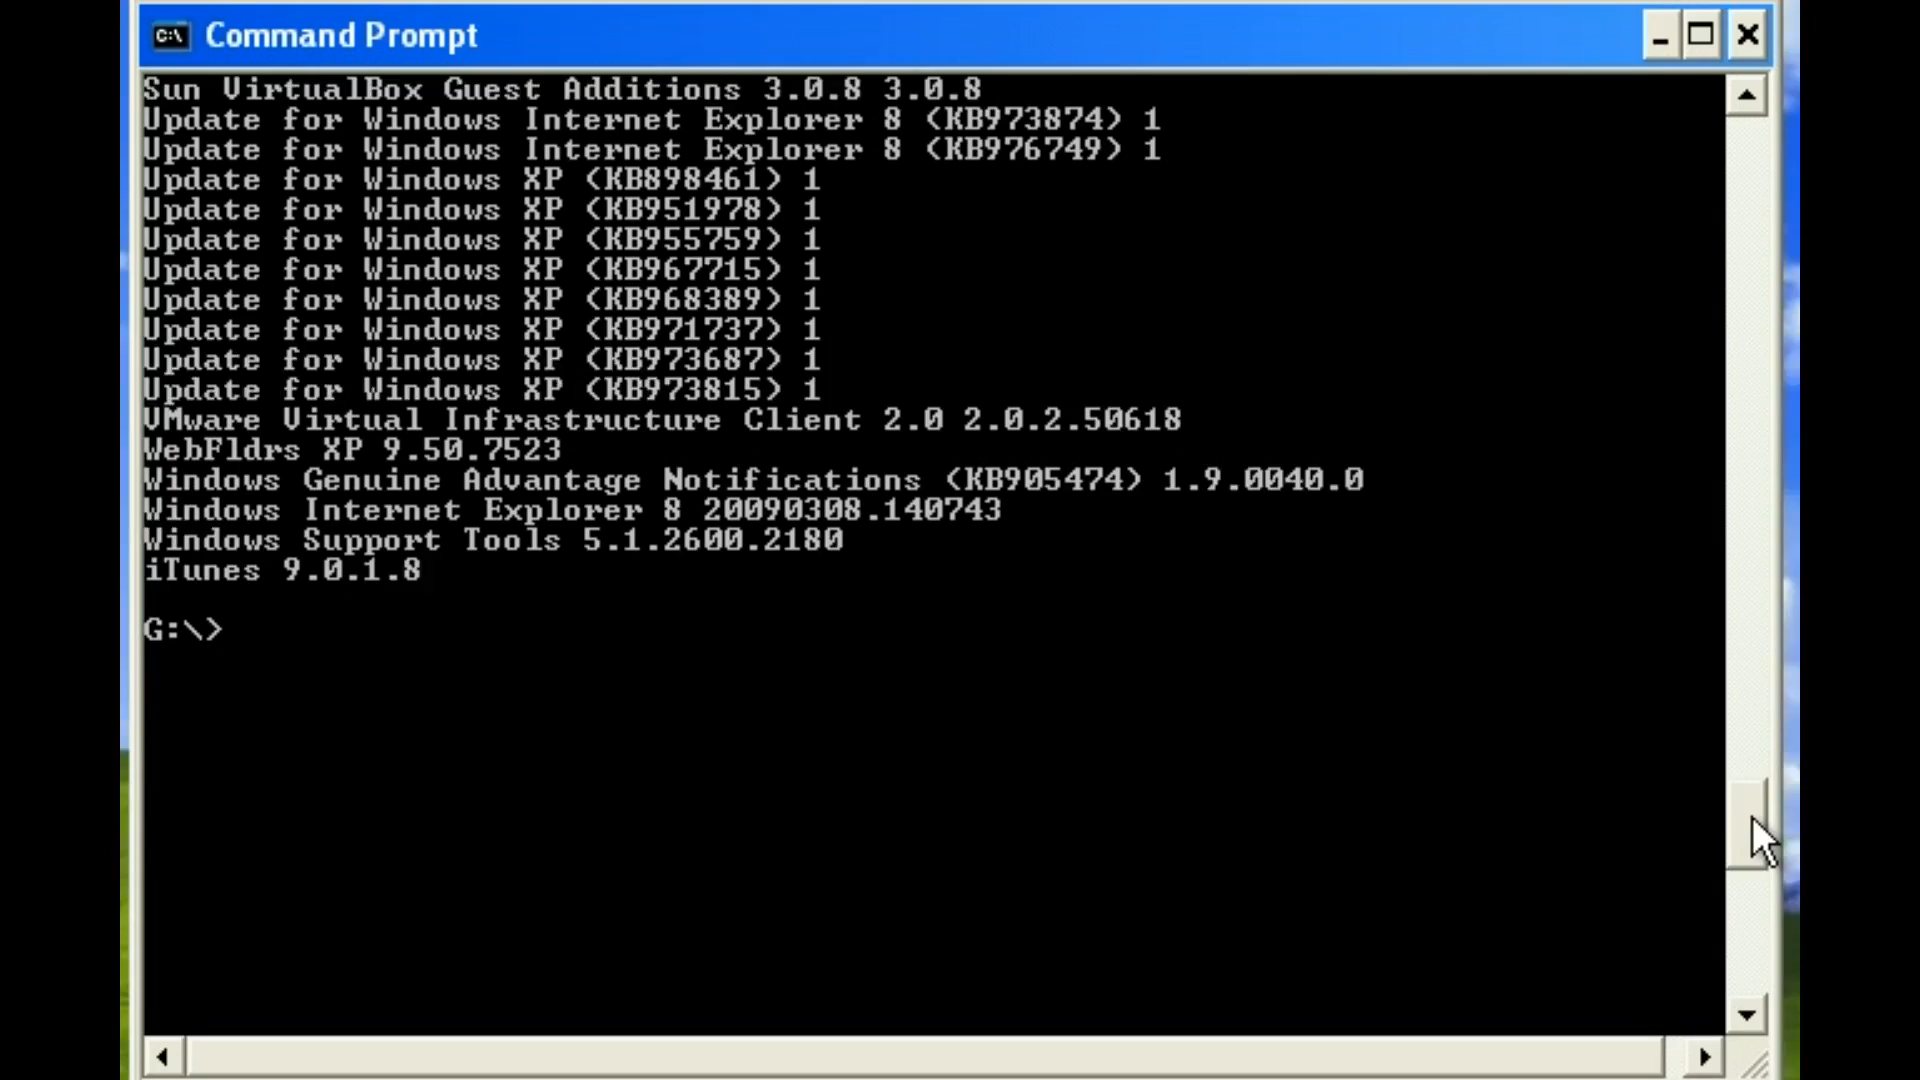 C:\ Command Prompt
Sun VirtualBox Guest Additions 3.0.8 3.0.8
Update for Windows Internet Explorer 8 (KB973874) 1
Update for Windows Internet Explorer 8 (KB976749) 1
Update for Windows XP (KB898461) 1
Update for Windows XP (KB951978) 1
Update for Windows XP (KB955759) 1
Update for Windows XP (KB967715) 1
Update for Windows XP (KB968389) 1
Update for Windows XP (KB971737) 1
Update for Windows XP (KB973687) 1
Update for Windows XP (KB973815) 1
VMware Virtual Infrastructure Client 2.0 2.0.2.50618
WebFldrs XP 9.50.7523
Windows Genuine Advantage Notifications (KB905474) 1.9.0040.0
Windows Internet Explorer 8 20090308.140743
Windows Support Tools 5.1.2600.2180
iTunes 9.0.1.8
G:\>